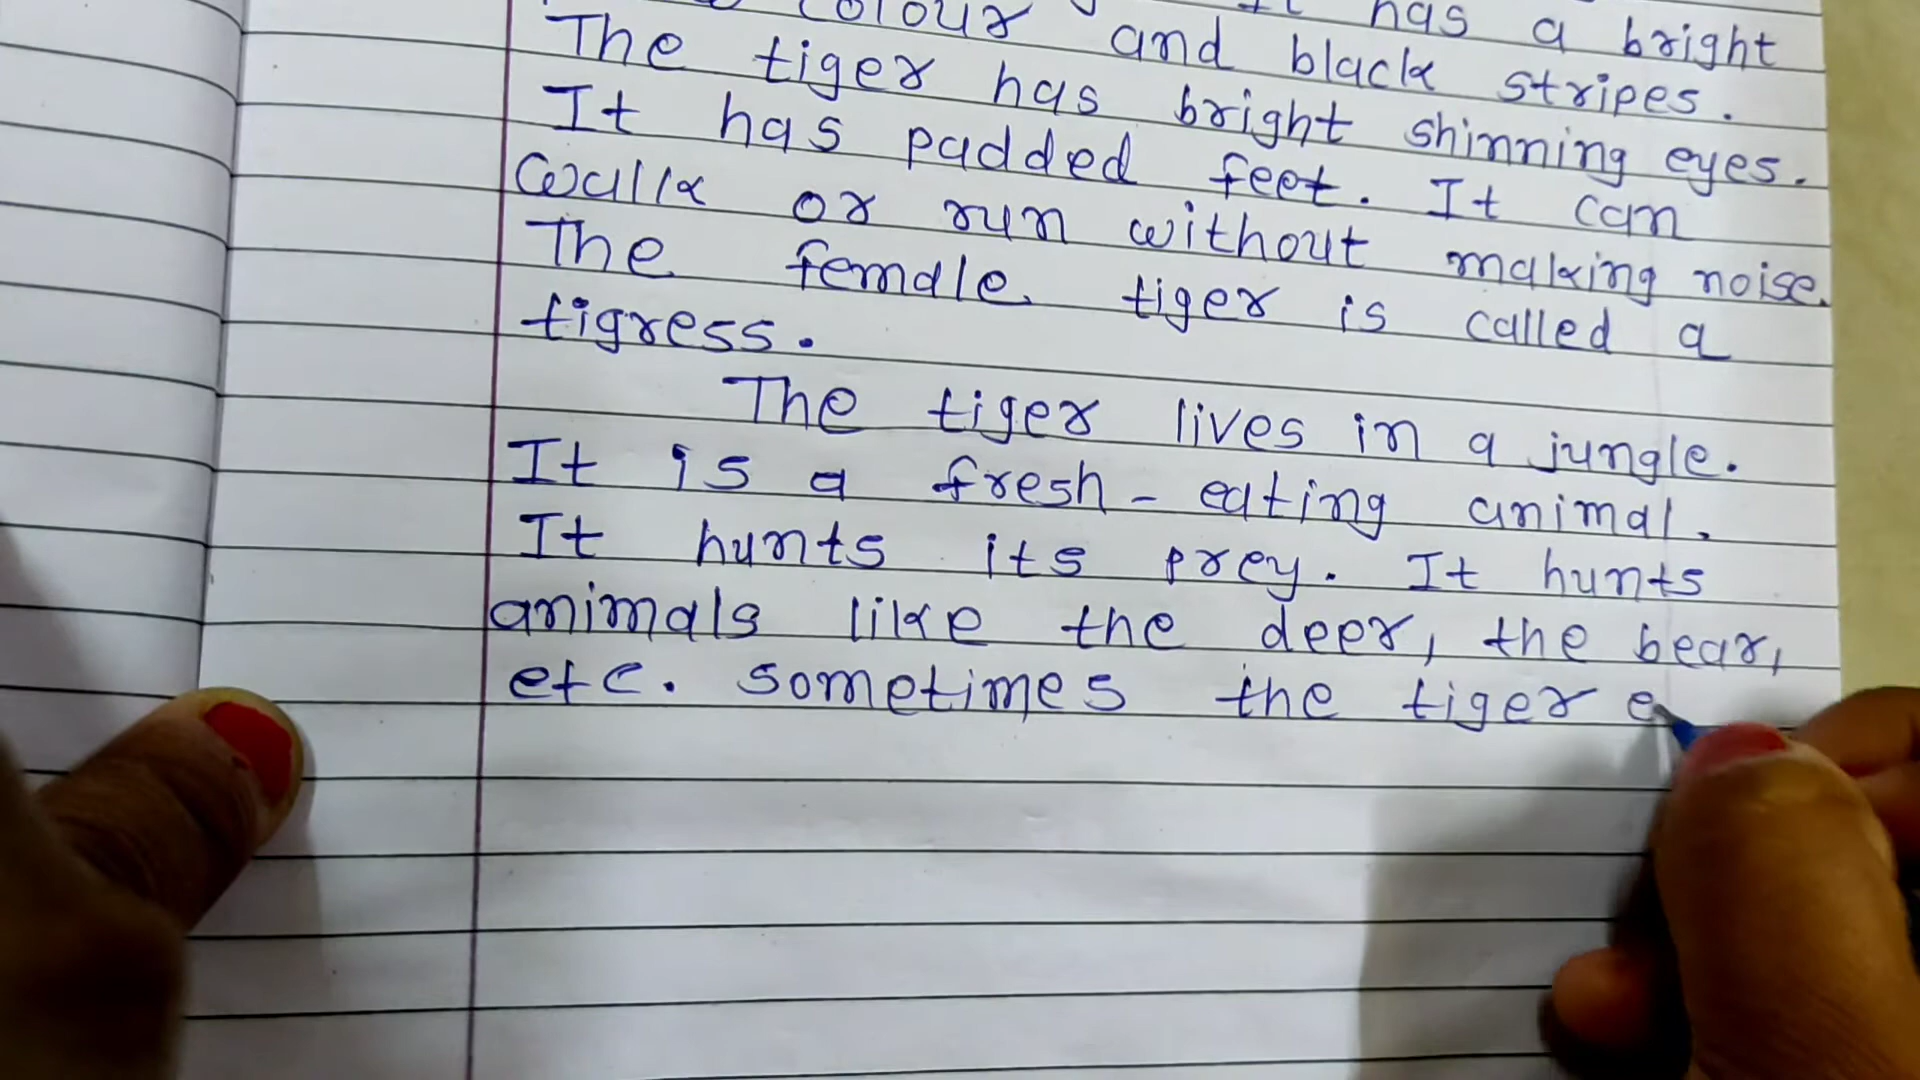 colour It has a bright
and black stripes.
The tiger has bright shinning eyes.
It has padded feet. It can
walk or run without making noise.
The female tiger is called a
tigress.
The tiger lives in a jungle.
It is a fresh - eating animal.
It hunts its prey. It hunts
animals like the deer, the bear,
etc. sometimes the tiger e